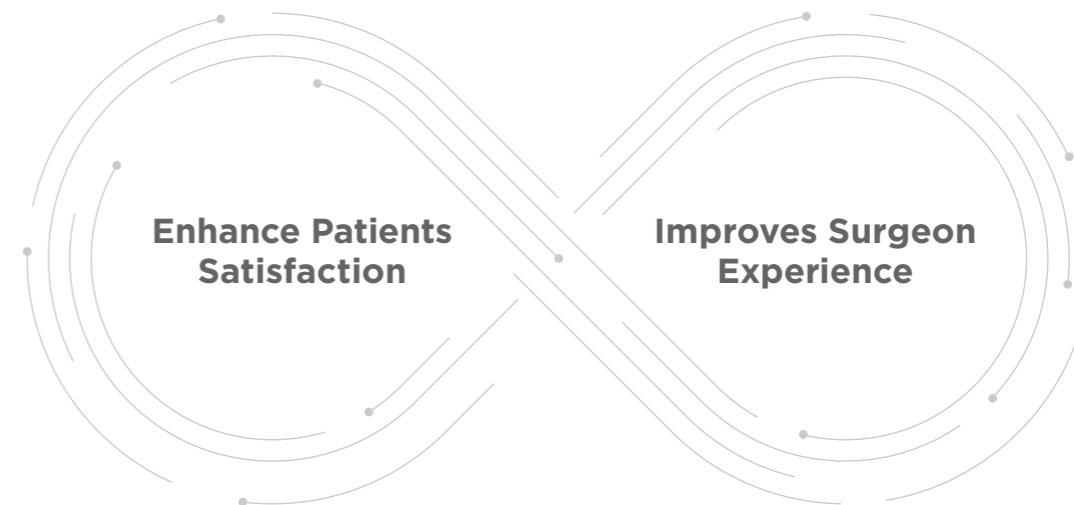 Enhance Patients
Satisfaction
Improves Surgeon
Experience